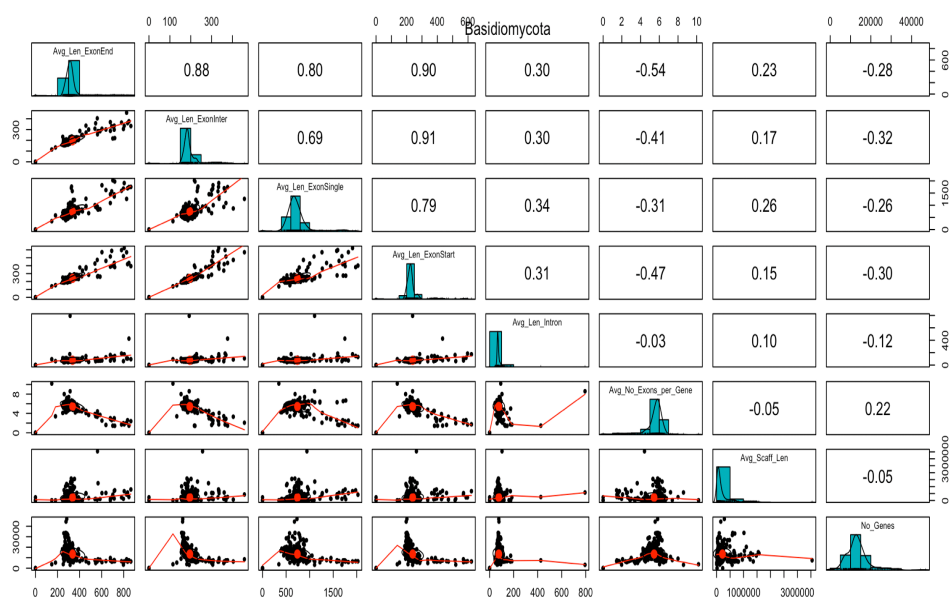 0 200 300
0 200 400 600
0 2 4 6 8 10
0 20000 40000
Basidiomycota
Avg_Len_ExonEnd
0.88 0.80 0.90 0.30 -0.54 0.23 -0.28
0 600
0 300
Avg_Len_ExonInter
0.69 0.91 0.30 -0.41 0.17 -0.32
Avg_Len_ExonSingle
0.79 0.34 -0.31 0.26 -0.26
0 1500
0 300
Avg_Len_ExonStart
0.31 -0.47 0.15 -0.30
Avg_Len_Intron
-0.03 0.10 -0.12
0 400
0 4 8
Avg_No_Exons_per_Gene
-0.05 0.22
Avg_Scaff_Len
-0.05
0 3000000
0 30000
No_Genes
0 200 400 600 800
0 500 1500
0 200 400 600 800
0 1000000 3000000